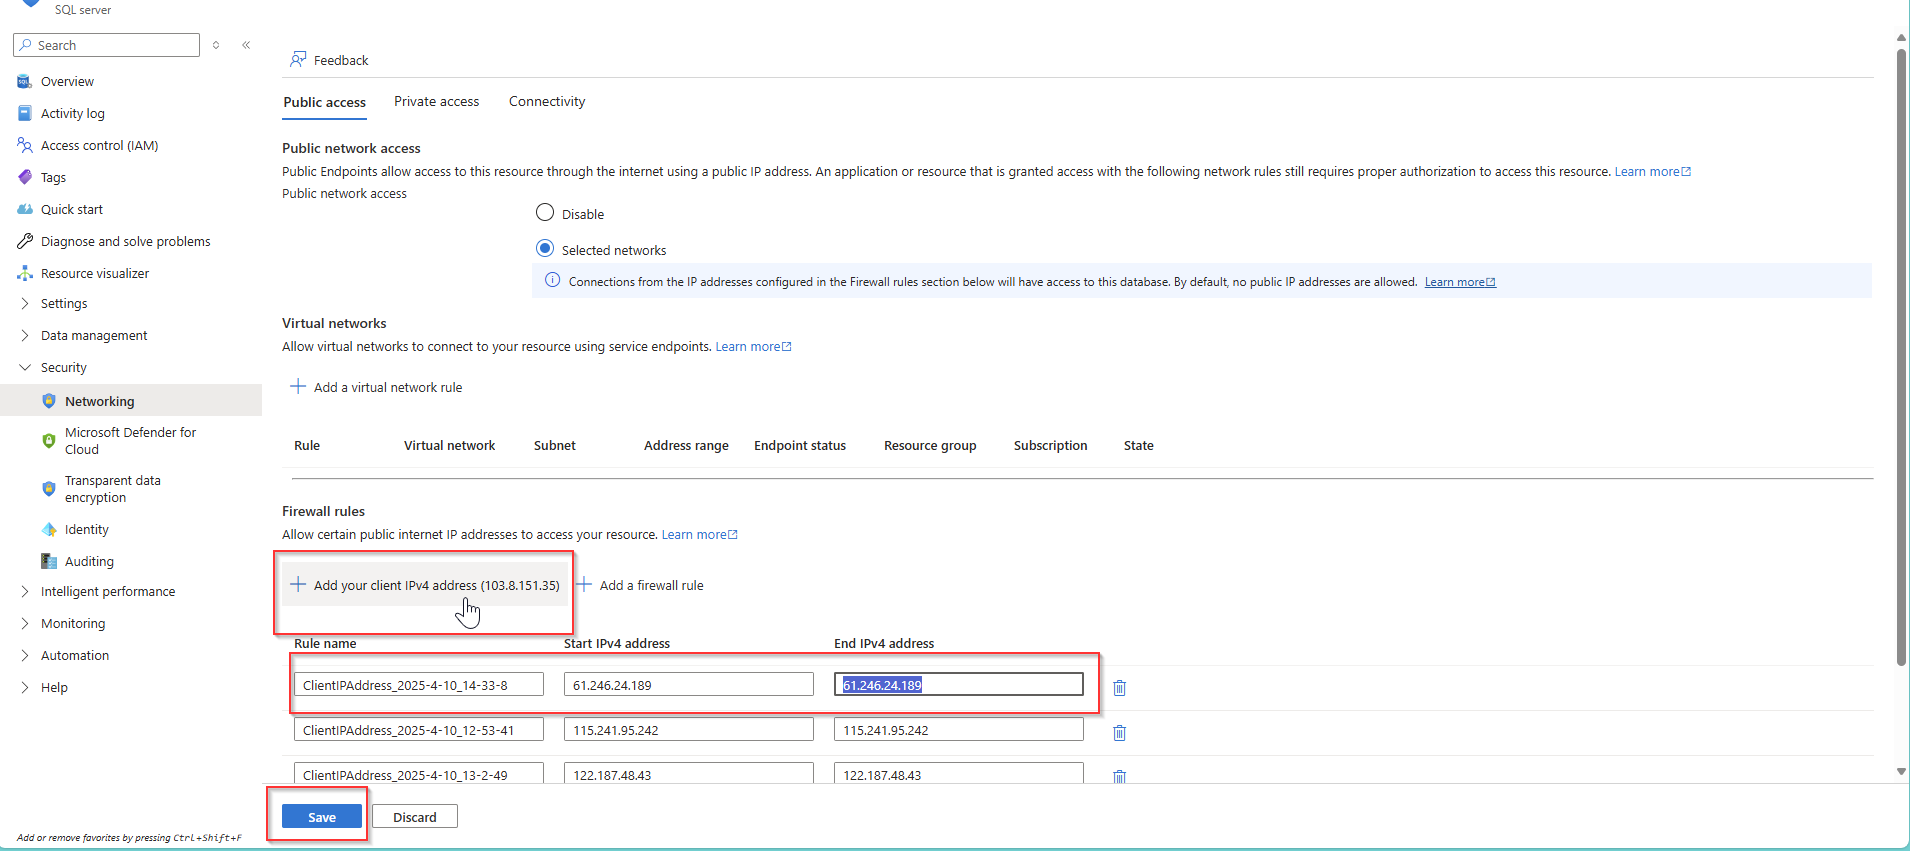 SQL server
Search
Overview
Activity log
Access control (IAM)
Tags
Quick start
Diagnose and solve problems
Resource visualizer
Settings
Data management
Security
Networking
Microsoft Defender for
Cloud
Transparent data
encryption
Identity
Auditing
Intelligent performance
Monitoring
Automation
Help
Add or remove favorites by pressing Ctrl+Shift+F
Feedback
Public access Private access Connectivity
Public network access
Public Endpoints allow access to this resource through the internet using a public IP address. An application or resource that is granted access with the following network rules still requires proper authorization to access this resource. Learn more
Public network access
Disable
Selected networks
Connections from the IP addresses configured in the Firewall rules section below will have access to this database. By default, no public IP addresses are allowed. Learn more
Virtual networks
Allow virtual networks to connect to your resource using service endpoints. Learn more
Add a virtual network rule
Rule Virtual network Subnet Address range Endpoint status Resource group Subscription State
Firewall rules
Allow certain public internet IP addresses to access your resource. Learn more
Add your client IPv4 address (103.8.151.35) Add a firewall rule
Rule name Start IPv4 address End IPv4 address
ClientIPAddress_2025-4-10_14-33-8 61.246.24.189 61.246.24.189
ClientIPAddress_2025-4-10_12-53-41 115.241.95.242 115.241.95.242
ClientIPAddress_2025-4-10_13-2-49 122.187.48.43 122.187.48.43
Save Discard